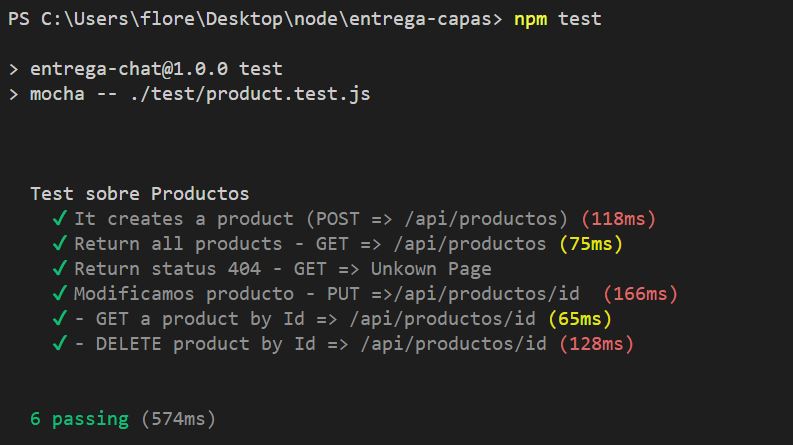 PS C:\Users\flore\Desktop\node\entrega-capas> npm test
> entrega-chat@1.0.0 test
> mocha -- ./test/product.test.js
Test sobre Productos
✓ It creates a product (POST => /api/productos) (118ms)
✓ Return all products - GET => /api/productos (75ms)
✓ Return status 404 - GET => Unkown Page
✓ Modificamos producto - PUT =>/api/productos/id  (166ms)
✓ - GET a product by Id => /api/productos/id (65ms)
✓ - DELETE product by Id => /api/productos/id (128ms)
6 passing (574ms)